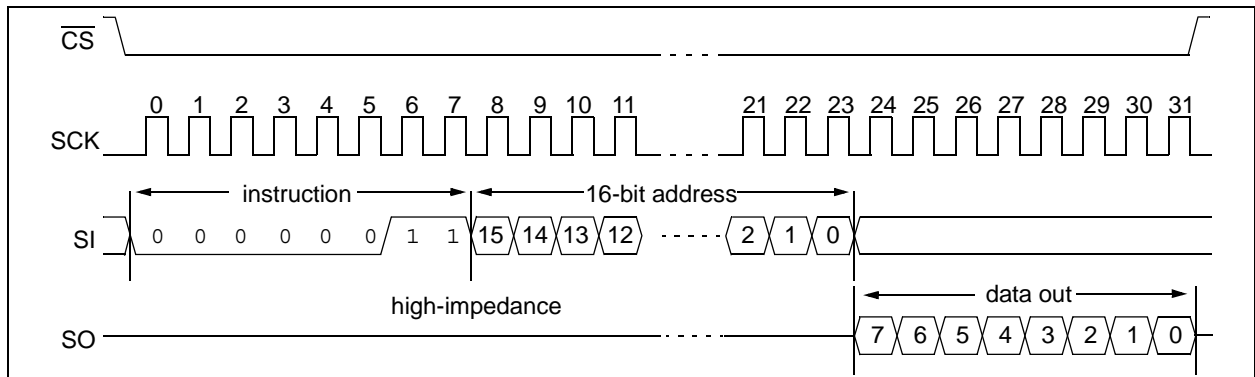 CS
0 1 2 3 4 5 6 7 8 9 10 11 21 22 23 24 25 26 27 28 29 30 31
SCK
instruction 16-bit address
SI 0 0 0 0 0 0 1 1 15 14 13 12 2 1 0
high-impedance data out
SO 7 6 5 4 3 2 1 0